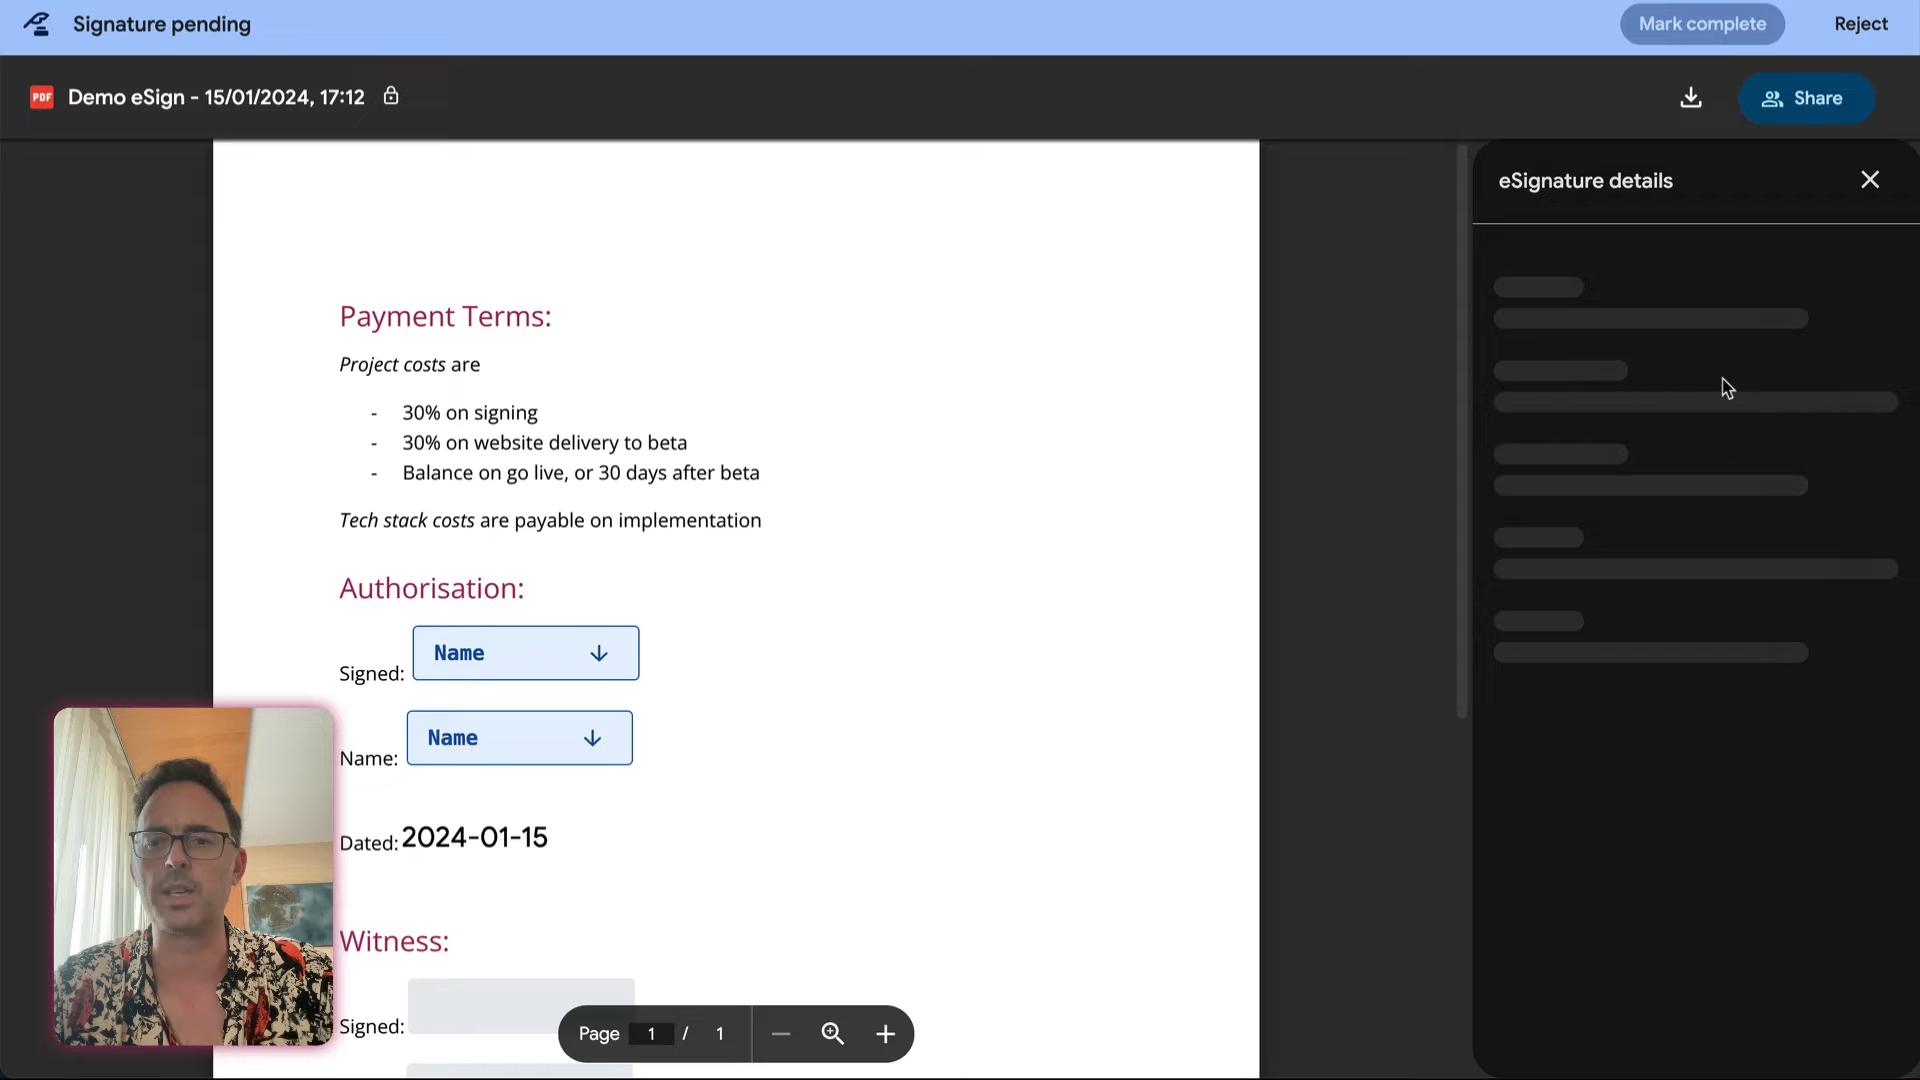 Signature pending
Mark complete
Reject
PDF
Demo eSign - 15/01/2024, 17:12
Share
eSignature details
Payment Terms:
Project costs are
- 30% on signing
- 30% on website delivery to beta
- Balance on go live, or 30 days after beta
Tech stack costs are payable on implementation
Authorisation:
Signed: Name
Name: Name
Dated: 2024-01-15
Witness:
Signed:
Page 1 / 1